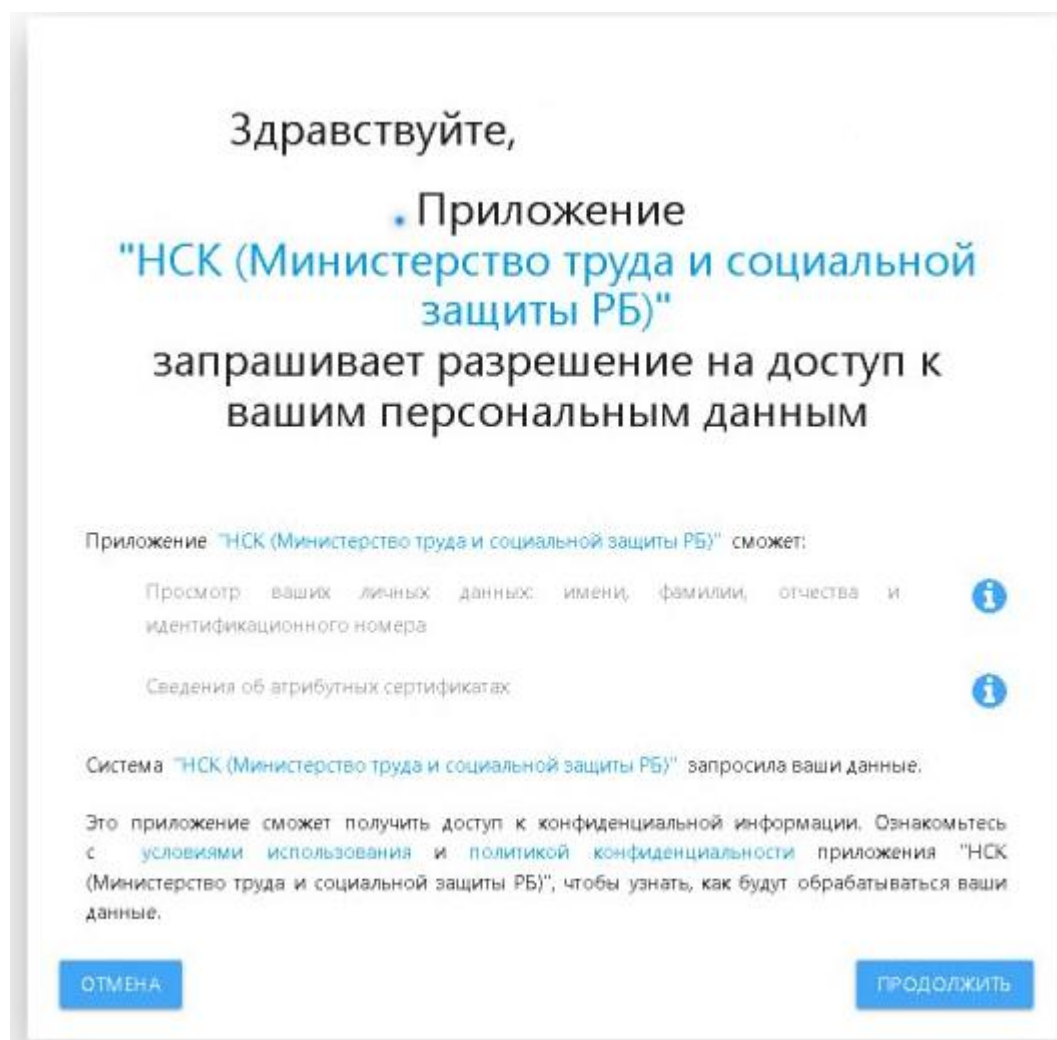 Здравствуйте,
. Приложение
"НСК (Министерство труда и социальной
защиты РБ)"
запрашивает разрешение на доступ к
вашим персональным данным
Приложение "НСК (Министерство труда и социальной защиты РБ)" сможет:
Просмотр ваших личных данных: имени, фамилии, отчества и
идентификационного номера
Сведения об атрибутных сертификатах
Система "НСК (Министерство труда и социальной защиты РБ)" запросила ваши данные.
Это приложение сможет получить доступ к конфиденциальной информации. Ознакомьтесь
с условиями использования и политикой конфиденциальности приложения "НСК
(Министерство труда и социальной защиты РБ)", чтобы узнать, как будут обрабатываться ваши
данные.
ОТМЕНА ПРОДОЛЖИТЬ